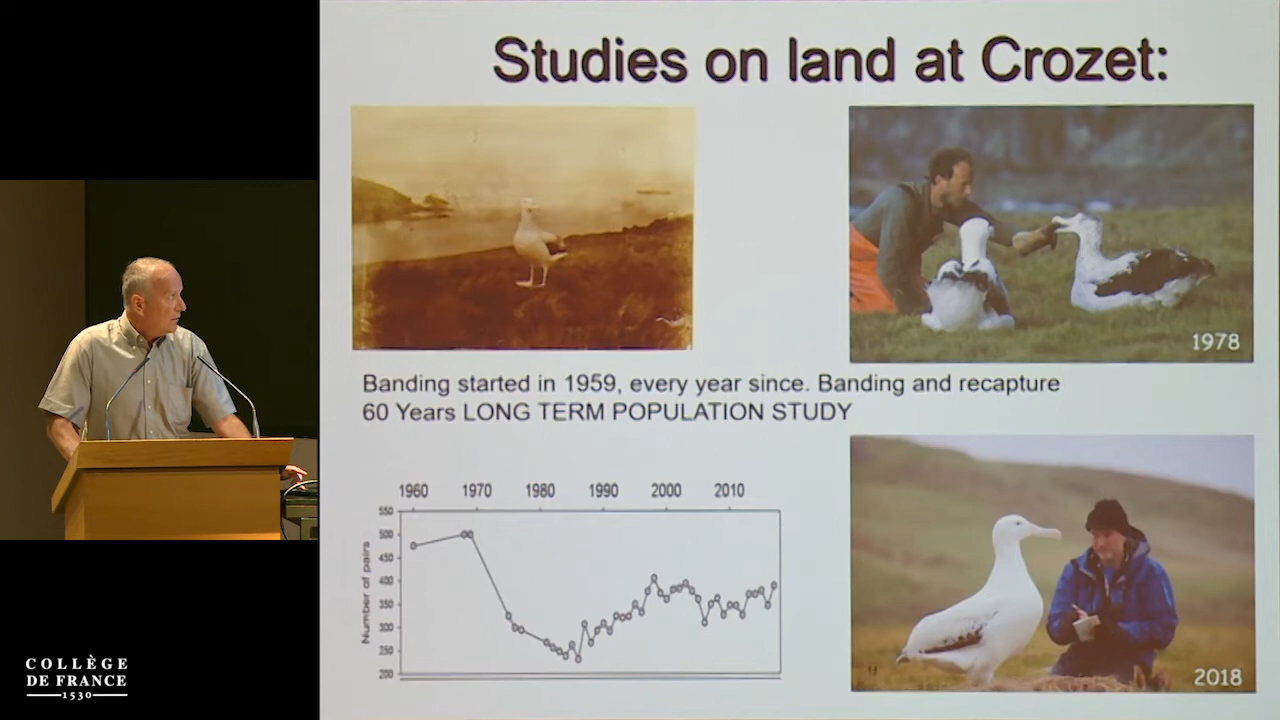 Studies on land at Crozet:
1978
Banding started in 1959, every year since. Banding and recapture
60 Years LONG TERM POPULATION STUDY
1960 1970 1980 1990 2000 2010
550
500
450
400
350
300
250
200
Number of pairs
2018
COLLÈGE
DE FRANCE
1530